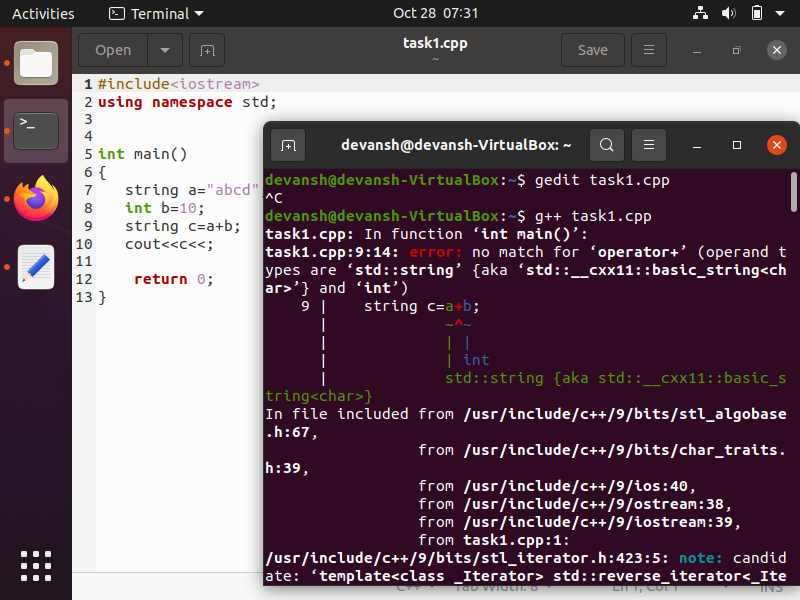 Activities Terminal Oct 28 07:31
Open task1.cpp Save
~
1 #include<iostream>
2 using namespace std;
3
4
5 int main()
6 {
7 string a="abcd"
8 int b=10;
9 string c=a+b;
10 cout<<c<<;
11
12 return 0;
13 }
devansh@devansh-VirtualBox: ~
devansh@devansh-VirtualBox:~$ gedit task1.cpp
^C
devansh@devansh-VirtualBox:~$ g++ task1.cpp
task1.cpp: In function ‘int main()’:
task1.cpp:9:14: error: no match for ‘operator+’ (operand t
ypes are ‘std::string’ {aka ‘std::__cxx11::basic_string<ch
ar>’} and ‘int’)
9 | string c=a+b;
| ~^~
| | |
| | int
| std::string {aka std::__cxx11::basic_s
tring<char>}
In file included from /usr/include/c++/9/bits/stl_algobase
.h:67,
from /usr/include/c++/9/bits/char_traits.
h:39,
from /usr/include/c++/9/ios:40,
from /usr/include/c++/9/ostream:38,
from /usr/include/c++/9/iostream:39,
from task1.cpp:1:
/usr/include/c++/9/bits/stl_iterator.h:423:5: note: candid
ate: ‘template<class _Iterator> std::reverse_iterator<_Ite
C++ Tab Width: 8 Ln 1, Col 1 INS